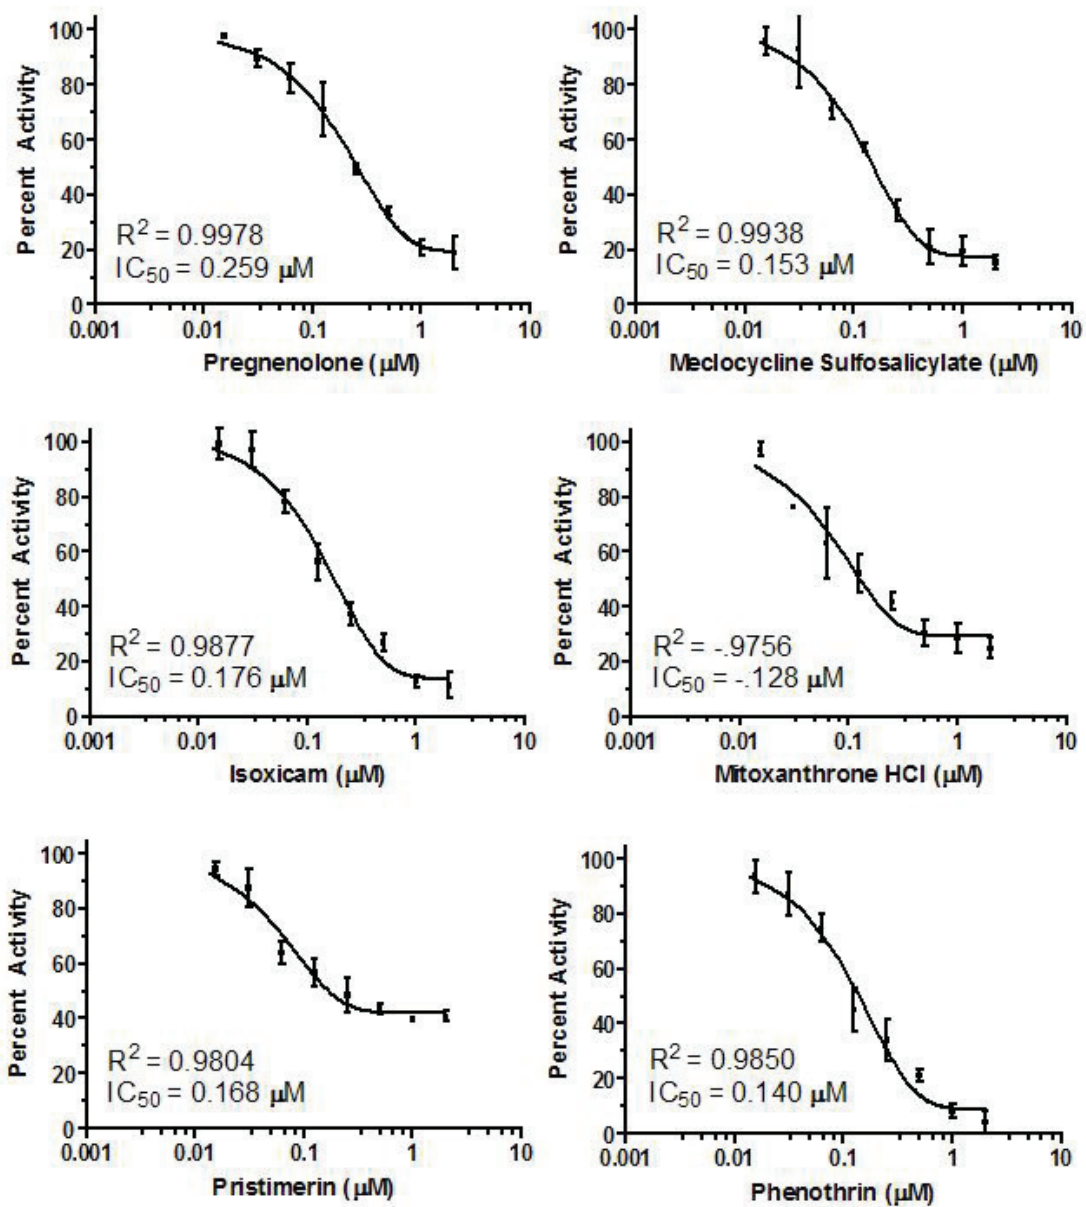 100
80
60
40
20
0
Percent Activity
R² = 0.9978
IC₅₀ = 0.259 µM
0.001 0.01 0.1 1 10
Pregnenolone (µM)
100
80
60
40
20
0
Percent Activity
R² = 0.9938
IC₅₀ = 0.153 µM
0.001 0.01 0.1 1 10
Meclocycline Sulfosalicylate (µM)
100
80
60
40
20
0
Percent Activity
R² = 0.9877
IC₅₀ = 0.176 µM
0.001 0.01 0.1 1 10
Isoxicam (µM)
100
80
60
40
20
0
Percent Activity
R² = -.9756
IC₅₀ = -.128 µM
0.001 0.01 0.1 1 10
Mitoxanthrone HCl (µM)
100
80
60
40
20
0
Percent Activity
R² = 0.9804
IC₅₀ = 0.168 µM
0.001 0.01 0.1 1 10
Pristimerin (µM)
100
80
60
40
20
0
Percent Activity
R² = 0.9850
IC₅₀ = 0.140 µM
0.001 0.01 0.1 1 10
Phenothrin (µM)